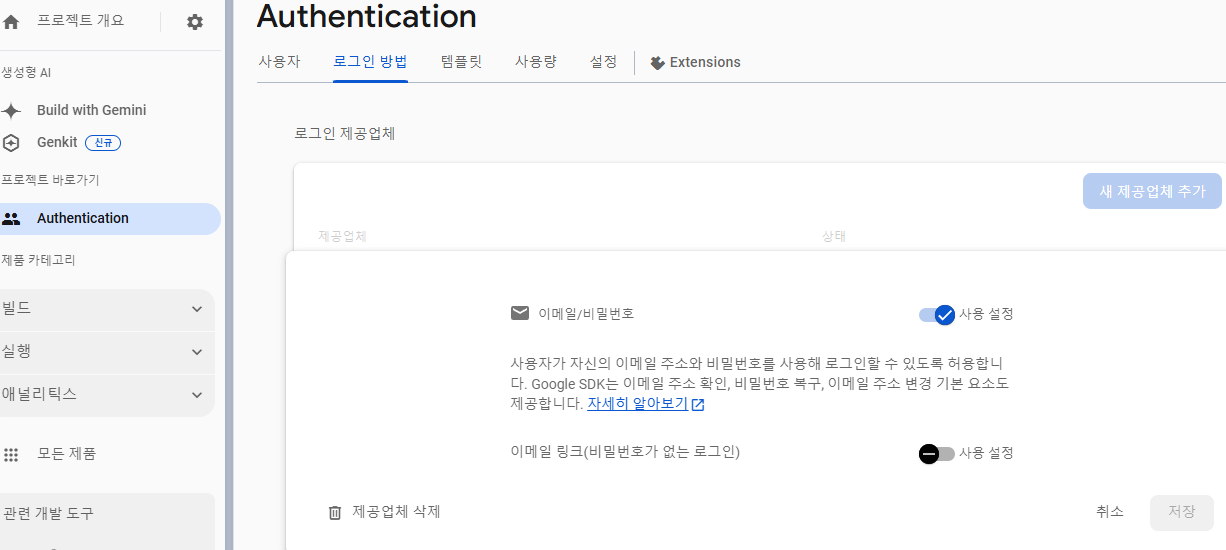 프로젝트 개요
생성형 AI
Build with Gemini
Genkit 신규
프로젝트 바로가기
Authentication
제품 카테고리
빌드
실행
애널리틱스
모든 제품
관련 개발 도구
Authentication
사용자 로그인 방법 템플릿 사용량 설정 Extensions
로그인 제공업체
새 제공업체 추가
제공업체 상태
이메일/비밀번호 사용 설정
사용자가 자신의 이메일 주소와 비밀번호를 사용해 로그인할 수 있도록 허용합니
다. Google SDK는 이메일 주소 확인, 비밀번호 복구, 이메일 주소 변경 기본 요소도
제공합니다. 자세히 알아보기
이메일 링크(비밀번호가 없는 로그인) 사용 설정
제공업체 삭제 취소 저장